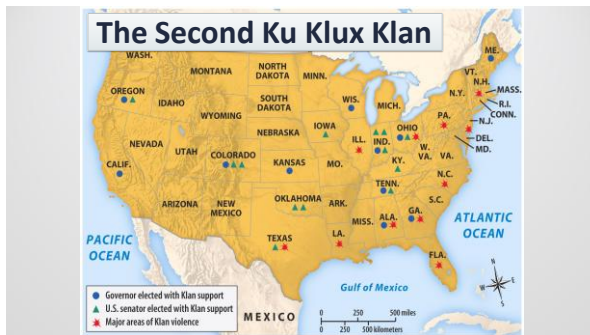 The Second Ku Klux Klan
WASH.
ME.
MONTANA
NORTH
DAKOTA
MINN.
VT.
N.H.
OREGON
IDAHO
SOUTH
DAKOTA
WIS.
MICH.
N.Y.
MASS.
R.I.
CONN.
WYOMING
IOWA
PA.
N.J.
NEVADA
NEBRASKA
ILL.
IND.
OHIO
DEL.
MD.
UTAH
COLORADO
W.
VA.
VA.
CALIF.
KANSAS
MO.
KY.
N.C.
TENN.
ARIZONA
NEW
MEXICO
OKLAHOMA
ARK.
S.C.
MISS.
ALA.
GA.
ATLANTIC
OCEAN
PACIFIC
OCEAN
TEXAS
LA.
FLA.
Gulf of Mexico
N
W
E
S
Governor elected with Klan support
U.S. senator elected with Klan support
Major areas of Klan violence
MEXICO
0 250 500 miles
0 250 500 kilometers